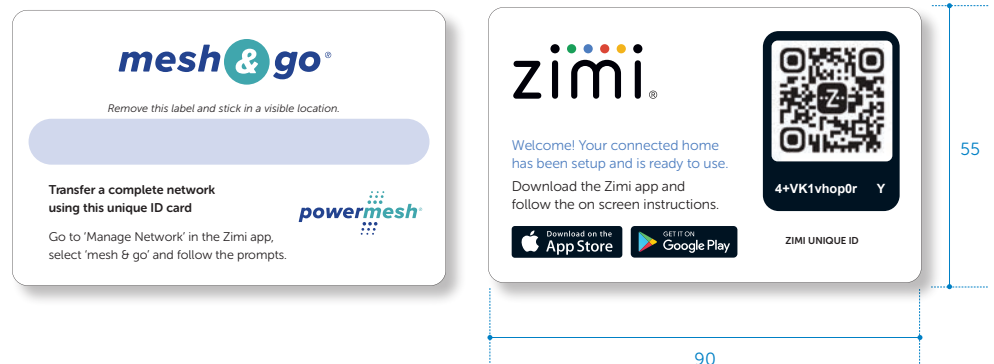 mesh & go®
Remove this label and stick in a visible location.
Transfer a complete network
using this unique ID card
powermesh®
Go to ‘Manage Network’ in the Zimi app,
select ‘mesh & go’ and follow the prompts.
zimi®
Welcome! Your connected home
has been setup and is ready to use.
Download the Zimi app and
follow the on screen instructions.
Download on the
App Store
GET IT ON
Google Play
Z
4+VK1vhop0r Y
ZIMI UNIQUE ID
55
90